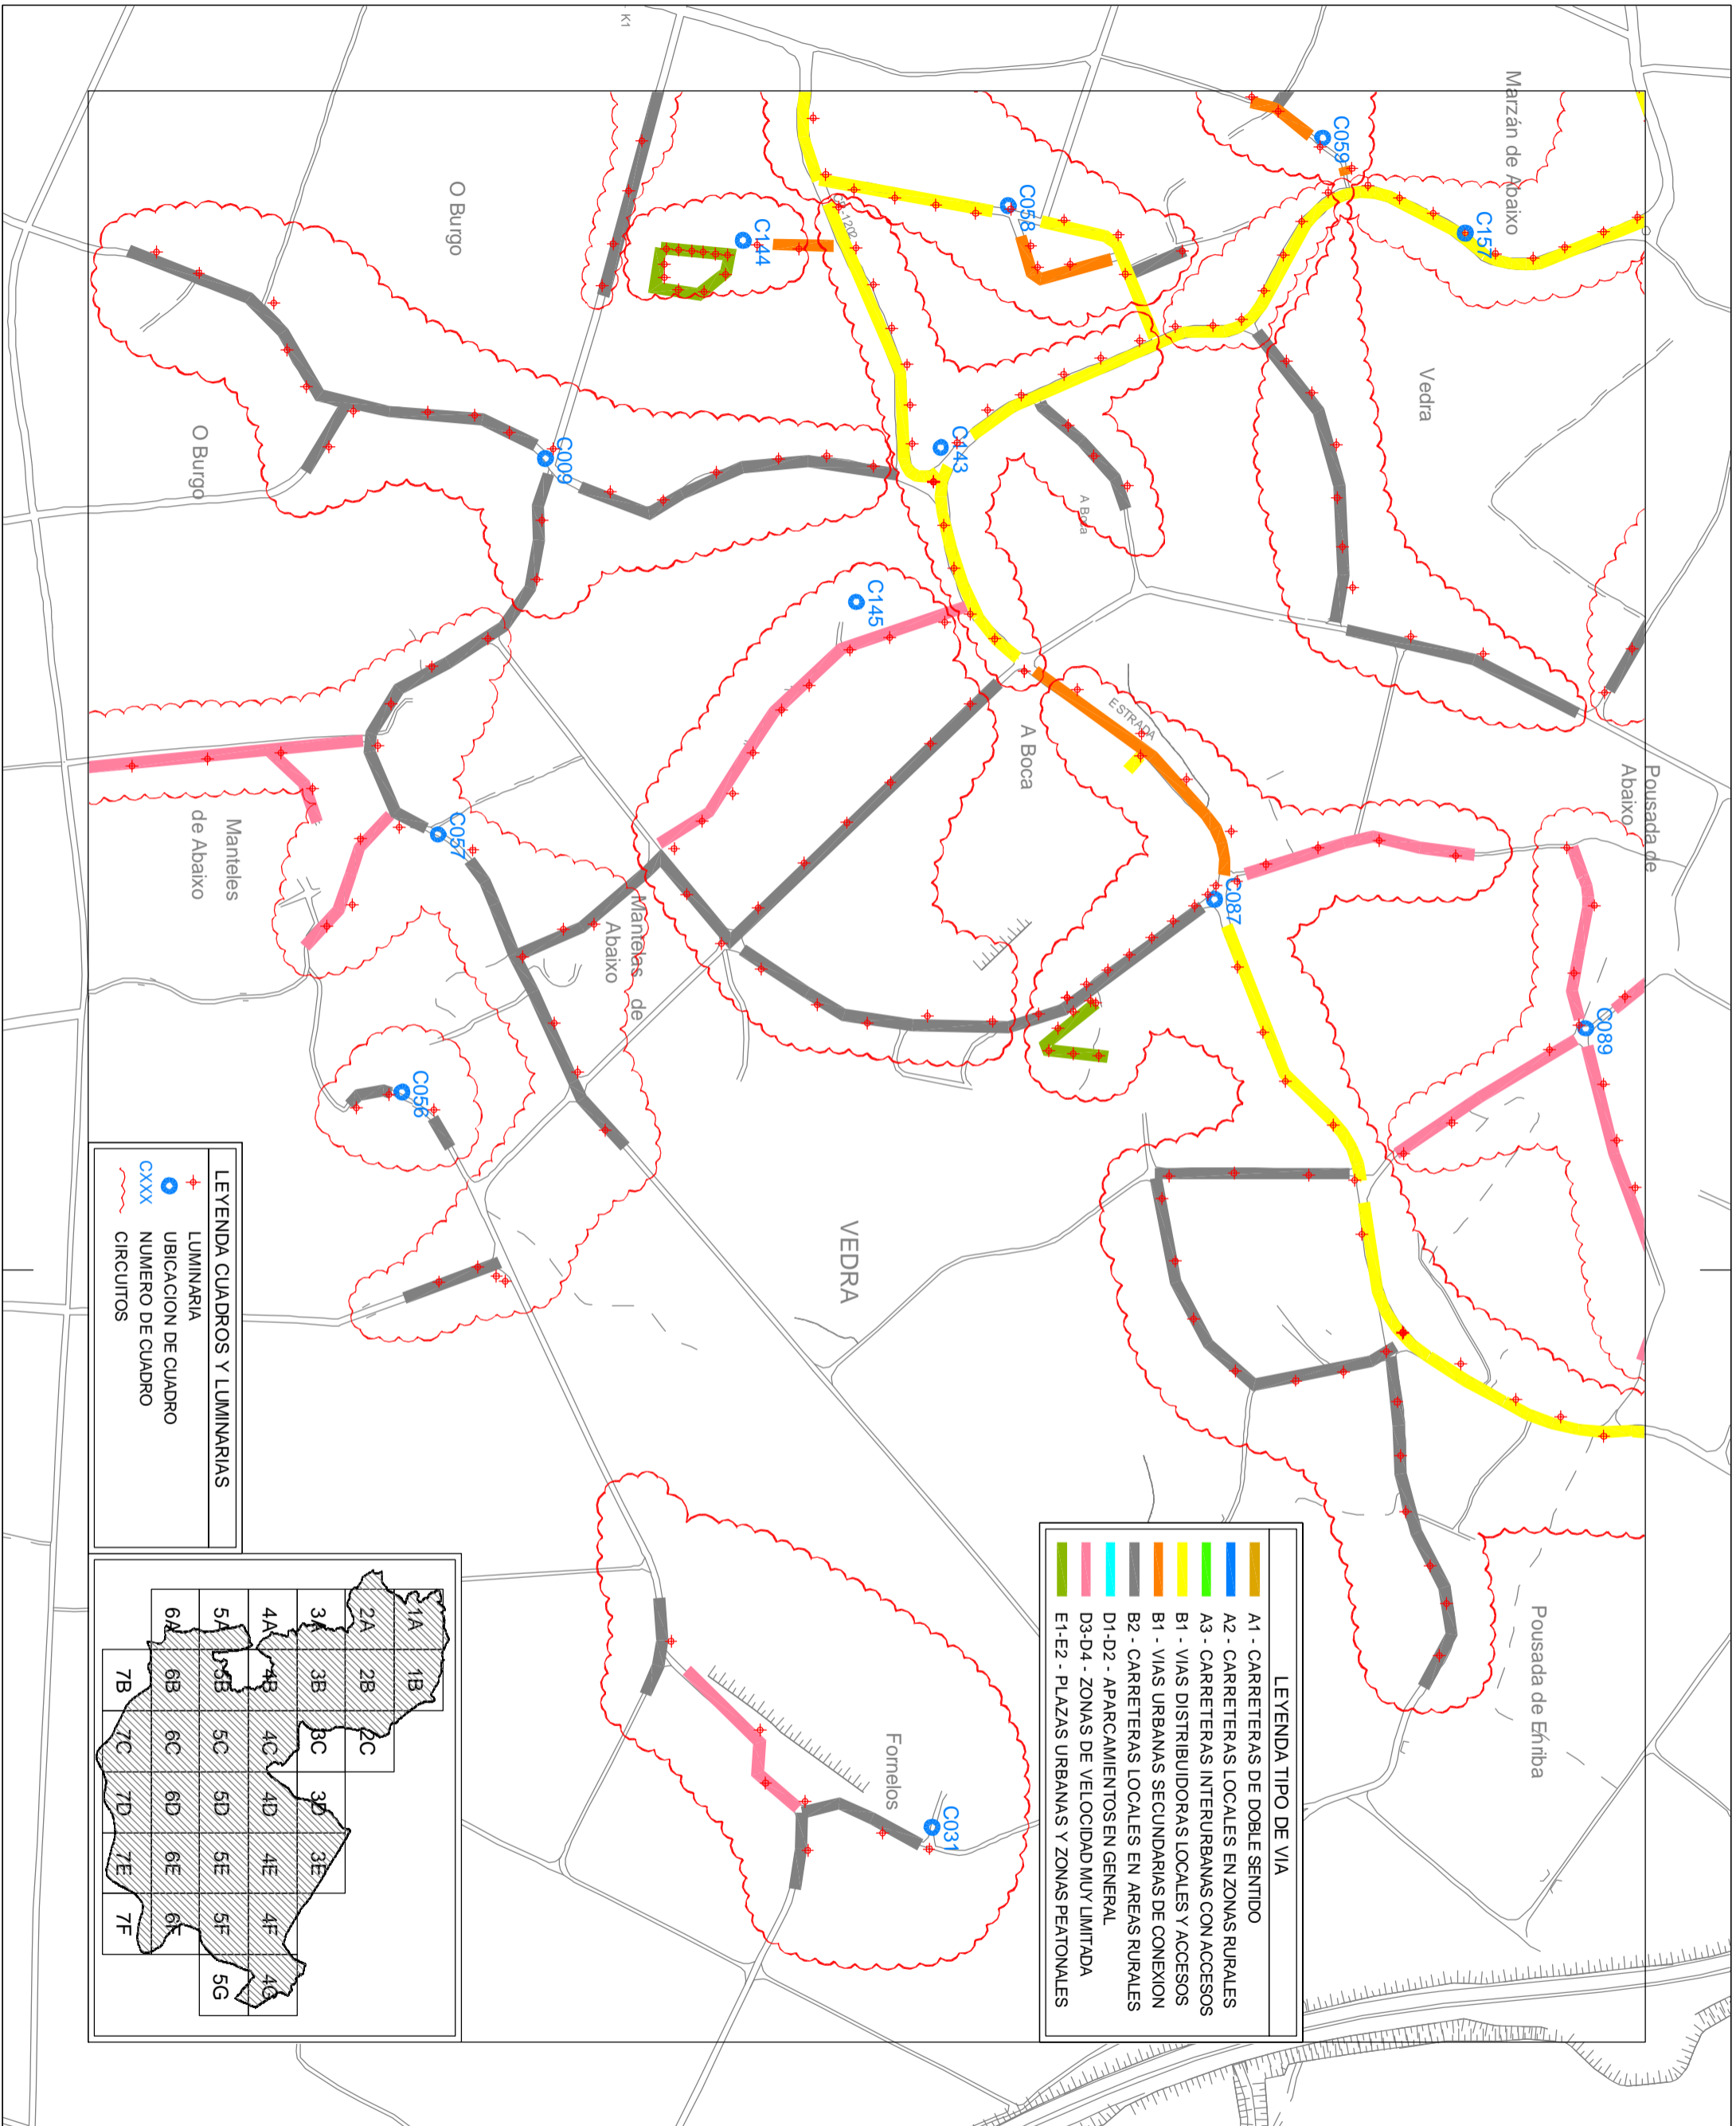 Marzán de Abaixo
C059
C157
C058
C144
GP-1202
K1
O Burgo
Vedra
C143
A Boca
C009
O Burgo
C145
ESTRADA
A Boca
Pousada de
Abaixo
C087
C057
Manteles
de Abaixo
Mantelas de
Abaixo
C089
C056
VEDRA
Pousada de Enriba
Fornelos
C031
LEYENDA TIPO DE VIA
A1 - CARRETERAS DE DOBLE SENTIDO
A2 - CARRETERAS LOCALES EN ZONAS RURALES
A3 - CARRETERAS INTERURBANAS CON ACCESOS
B1 - VIAS DISTRIBUIDORAS LOCALES Y ACCESOS
B1 - VIAS URBANAS SECUNDARIAS DE CONEXION
B2 - CARRETERAS LOCALES EN AREAS RURALES
D1-D2 - APARCAMIENTOS EN GENERAL
D3-D4 - ZONAS DE VELOCIDAD MUY LIMITADA
E1-E2 - PLAZAS URBANAS Y ZONAS PEATONALES
LEYENDA CUADROS Y LUMINARIAS
LUMINARIA
UBICACION DE CUADRO
CXXX NUMERO DE CUADRO
CIRCUITOS
1A 1B
2A 2B 2C
3A 3B 3C 3D 3E
4A 4B 4C 4D 4E 4F 4G
5A 5B 5C 5D 5E 5F 5G
6A 6B 6C 6D 6E 6F
7B 7C 7D 7E 7F